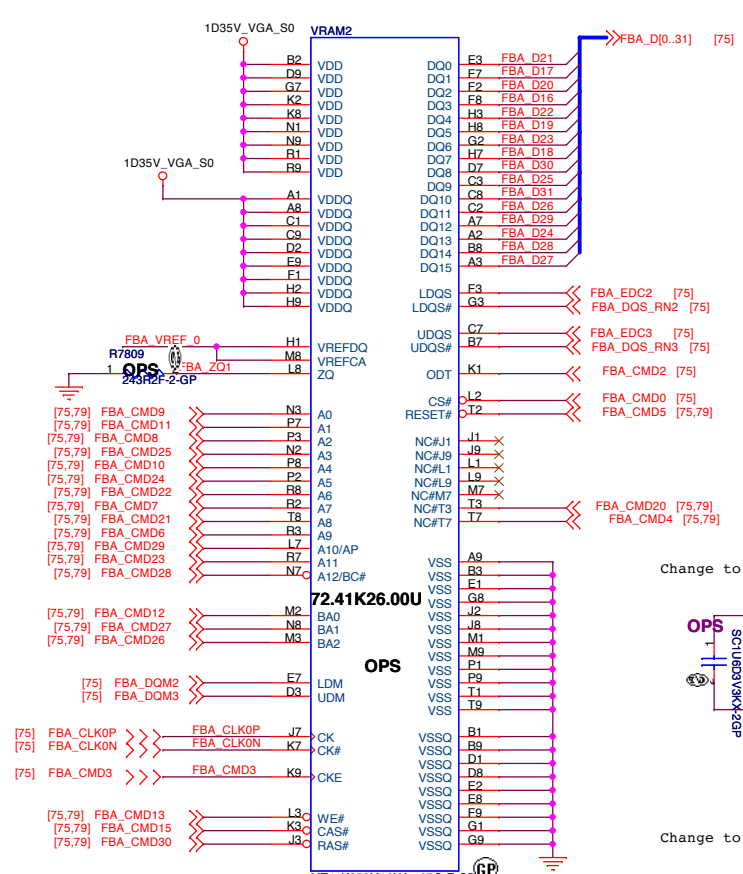 1D35V_VGA_S0
VRAM2
FBA_D[0..31] [75]
B2 VDD DQ0 E3 FBA_D21
D9 VDD DQ1 F7 FBA_D17
G7 VDD DQ2 F2 FBA_D20
K2 VDD DQ3 F8 FBA_D16
K8 VDD DQ4 H3 FBA_D22
N1 VDD DQ5 H8 FBA_D19
N9 VDD DQ6 G2 FBA_D23
R1 VDD DQ7 H7 FBA_D18
R9 VDD DQ8 D7 FBA_D30
1D35V_VGA_S0
DQ9 C3 FBA_D25
A1 VDDQ DQ10 C8 FBA_D31
A8 VDDQ DQ11 C2 FBA_D26
C1 VDDQ DQ12 A7 FBA_D29
C9 VDDQ DQ13 A2 FBA_D24
D2 VDDQ DQ14 B8 FBA_D28
E9 VDDQ DQ15 A3 FBA_D27
F1 VDDQ
H2 VDDQ LDQS F3 FBA_EDC2 [75]
H9 VDDQ LDQS# G3 FBA_DQS_RN2 [75]
UDQS C7 FBA_EDC3 [75]
FBA_VREF_0 H1 VREFDQ UDQS# B7 FBA_DQS_RN3 [75]
R7809
M8 VREFCA
1 OPS FBA_ZQ1 L8 ZQ ODT K1 FBA_CMD2 [75]
243R2F-2-GP
CS# L2 FBA_CMD0 [75]
[75,79] FBA_CMD9 N3 A0 RESET# T2 FBA_CMD5 [75,79]
[75,79] FBA_CMD11 P7 A1
[75,79] FBA_CMD8 P3 A2 NC#J1 J1
[75,79] FBA_CMD25 N2 A3 NC#J9 J9
[75,79] FBA_CMD10 P8 A4 NC#L1 L1
[75,79] FBA_CMD24 P2 A5 NC#L9 L9
[75,79] FBA_CMD22 R8 A6 NC#M7 M7
[75,79] FBA_CMD7 R2 A7 NC#T3 T3 FBA_CMD20 [75,79]
[75,79] FBA_CMD21 T8 A8 NC#T7 T7 FBA_CMD4 [75,79]
[75,79] FBA_CMD6 R3 A9
[75,79] FBA_CMD29 L7 A10/AP
[75,79] FBA_CMD23 R7 A11 VSS A9
[75,79] FBA_CMD28 N7 A12/BC# VSS B3
Change to
VSS E1
72.41K26.00U VSS G8
[75,79] FBA_CMD12 M2 BA0 VSS J2
[75,79] FBA_CMD27 N8 BA1 VSS J8
[75,79] FBA_CMD26 M3 BA2 VSS M1
VSS M9
OPS VSS P1
[75] FBA_DQM2 E7 LDM VSS P9
[75] FBA_DQM3 D3 UDM VSS T1
VSS T9
OPS
1
SC1U6D3V3KX-2GP
[75] FBA_CLK0P FBA_CLK0P J7 CK VSSQ B1
[75] FBA_CLK0N FBA_CLK0N K7 CK# VSSQ B9
VSSQ D1
[75] FBA_CMD3 FBA_CMD3 K9 CKE VSSQ D8
VSSQ E2
VSSQ E8
[75,79] FBA_CMD13 L3 WE# VSSQ F9
[75,79] FBA_CMD15 K3 CAS# VSSQ G1
[75,79] FBA_CMD30 J3 RAS# VSSQ G9
Change to
GP